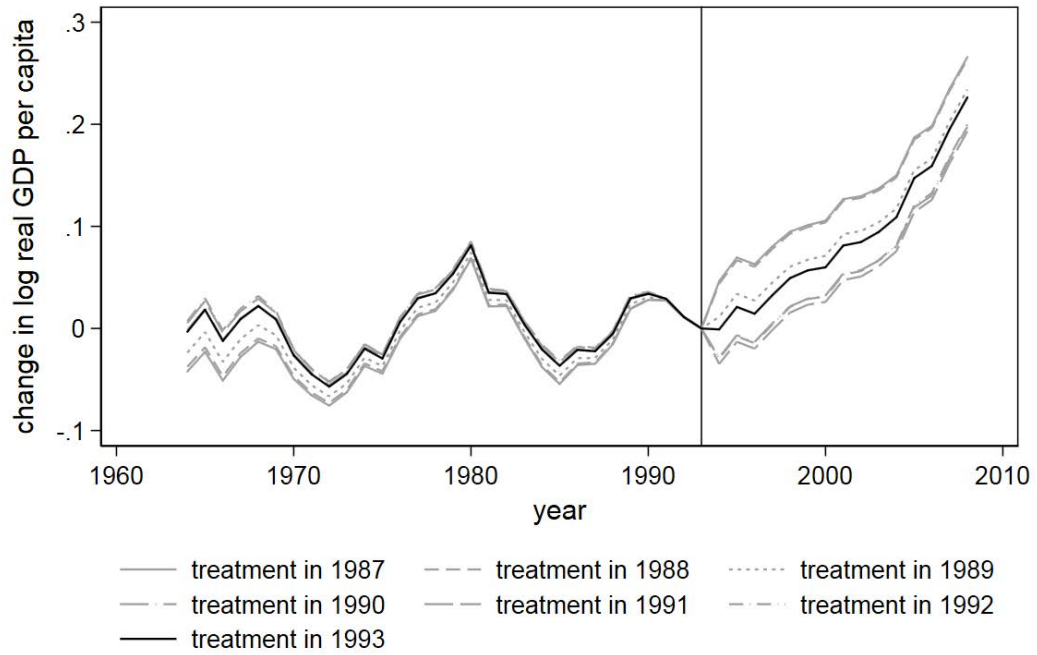 change in log real GDP per capita
.3
.2
.1
0
-.1
1960 1970 1980 1990 2000 2010
year
treatment in 1987 treatment in 1988 treatment in 1989
treatment in 1990 treatment in 1991 treatment in 1992
treatment in 1993